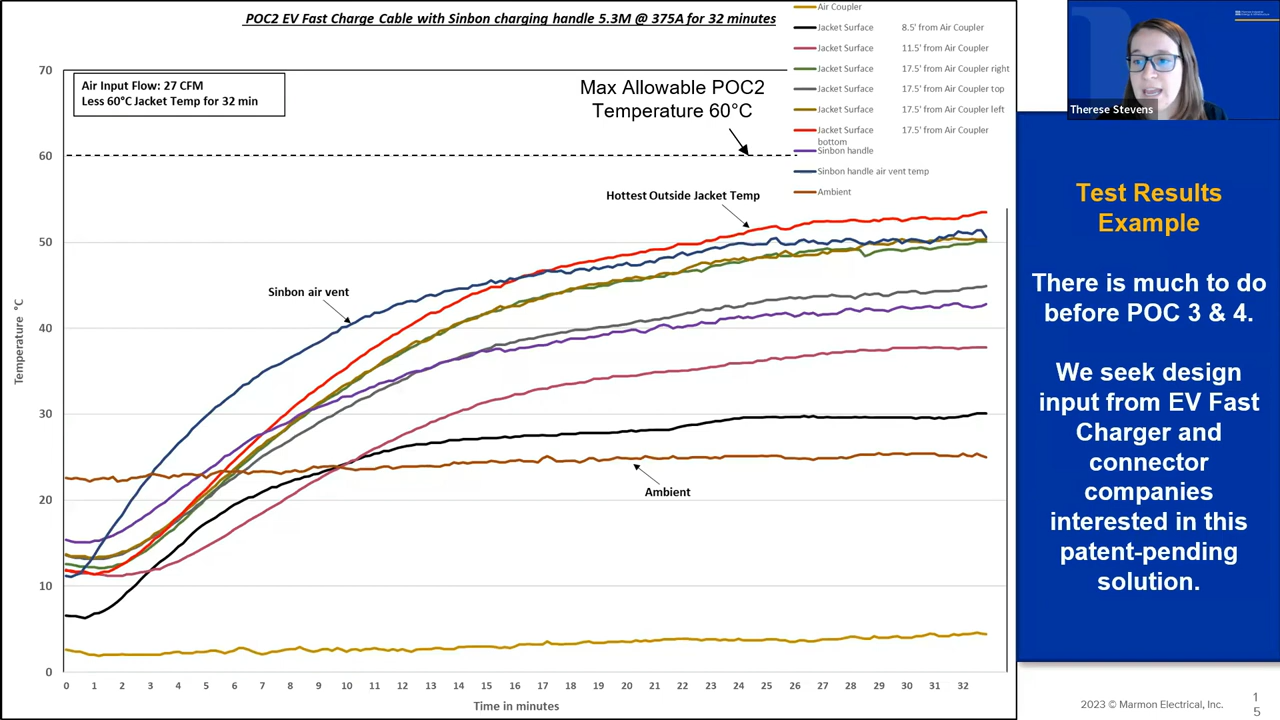 POC2 EV Fast Charge Cable with Sinbon charging handle 5.3M @ 375A for 32 minutes
Air Coupler
Jacket Surface 8.5' from Air Coupler
Jacket Surface 11.5' from Air Coupler
Jacket Surface 17.5' from Air Coupler right
Jacket Surface 17.5' from Air Coupler top
Jacket Surface 17.5' from Air Coupler left
Jacket Surface 17.5' from Air Coupler
bottom
Sinbon handle
Sinbon handle air vent temp
Ambient
Air Input Flow: 27 CFM
Less 60°C Jacket Temp for 32 min
Max Allowable POC2
Temperature 60°C
Hottest Outside Jacket Temp
Sinbon air vent
Ambient
Temperature °C
70
60
50
40
30
20
10
0
0 1 2 3 4 5 6 7 8 9 10 11 12 13 14 15 16 17 18 19 20 21 22 23 24 25 26 27 28 29 30 31 32
Time in minutes
Therese Stevens
Test Results
Example
There is much to do
before POC 3 & 4.
We seek design
input from EV Fast
Charger and
connector
companies
interested in this
patent-pending
solution.
2023 © Marmon Electrical, Inc.
1
5